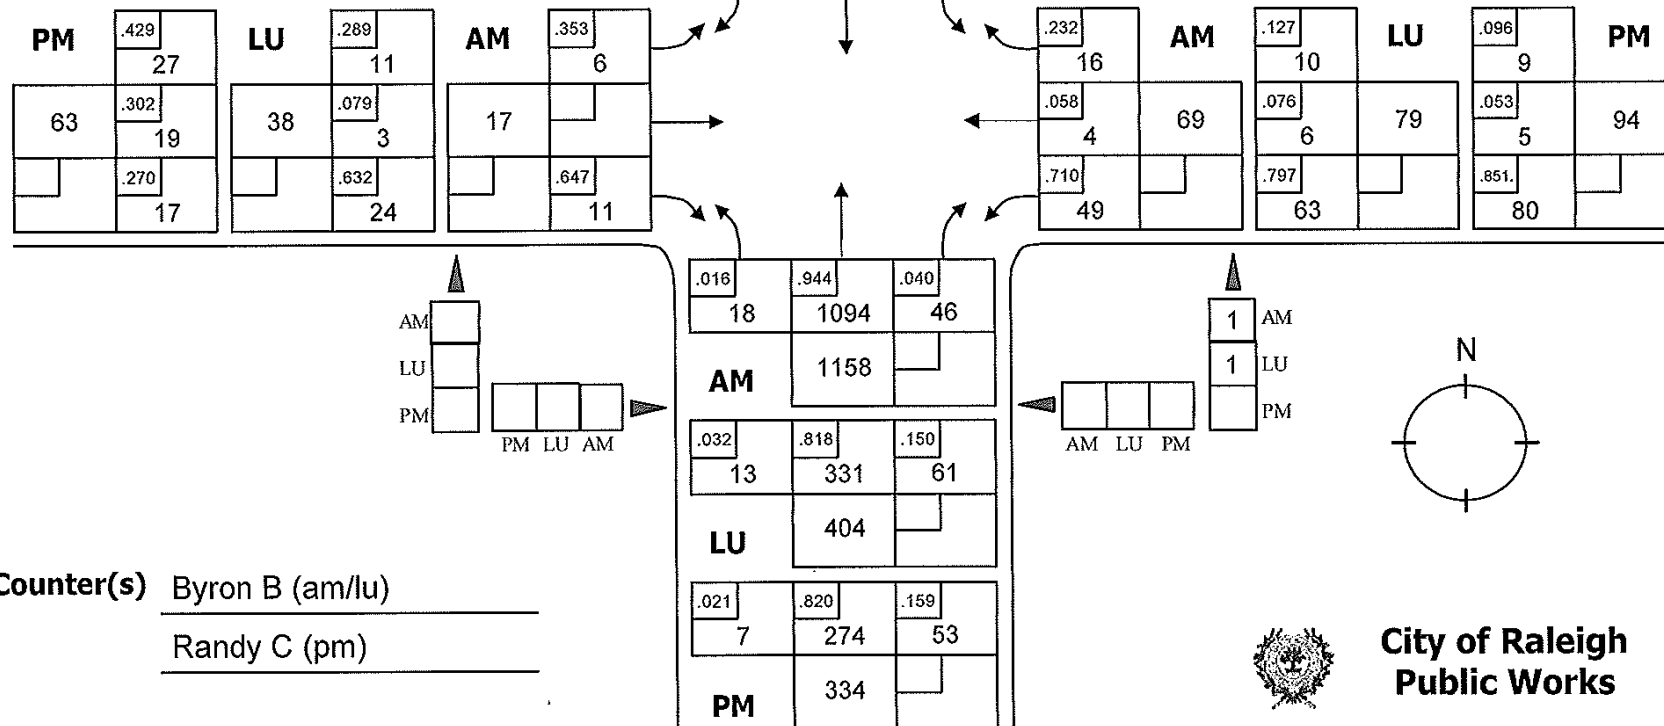 PM .429 LU .289 AM .353 .232 AM .127 LU .096 PM
27 11 6 16 10 9
63 .302 38 .079 17 .058 69 .076 79 .053 94
19 3 4 6 5
.270 .632 .647 .710 .797 .851.
17 24 11 49 63 80
.016 .944 .040
18 1094 46
AM 1158
AM
LU
PM
PM LU AM
1 AM
1 LU
PM
AM LU PM
N
.032 .818 .150
13 331 61
LU 404
.021 .820 .159
7 274 53
PM 334
Counter(s) Byron B (am/lu)
Randy C (pm)
City of Raleigh
Public Works